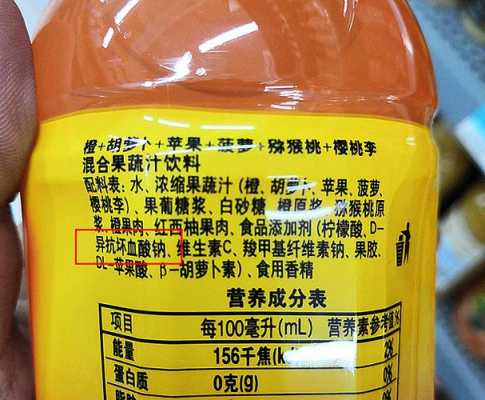 橙+胡萝卜+苹果+菠萝+猕猴桃+樱桃李
混合果蔬汁饮料
配料表: 水、浓缩果蔬汁 (橙、胡萝卜、苹果、菠萝、
樱桃李) 、果葡糖浆、白砂糖、橙原浆、猕猴桃原
浆、橙果肉、红西柚果肉、食品添加剂 (柠檬酸、D-
异抗坏血酸钠、维生素C、羧甲基纤维素钠、果胶、
DL-苹果酸、β-胡萝卜素) 、食用香精
营养成分表
项目 每100毫升(mL) 营养素参考值%
能量 156千焦(k 2%
蛋白质 0克(g) 0%